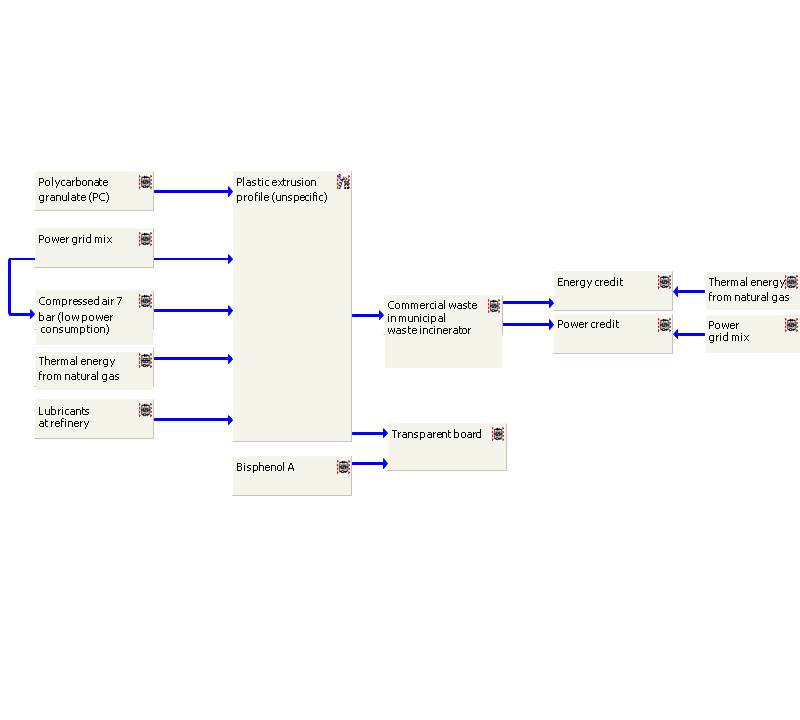 Polycarbonate
granulate (PC)
Power grid mix
Compressed air 7
bar (low power
consumption)
Thermal energy
from natural gas
Lubricants
at refinery
Plastic extrusion
profile (unspecific)
Bisphenol A
Commercial waste
in municipal
waste incinerator
Transparent board
Energy credit
Power credit
Thermal energy
from natural gas
Power
grid mix